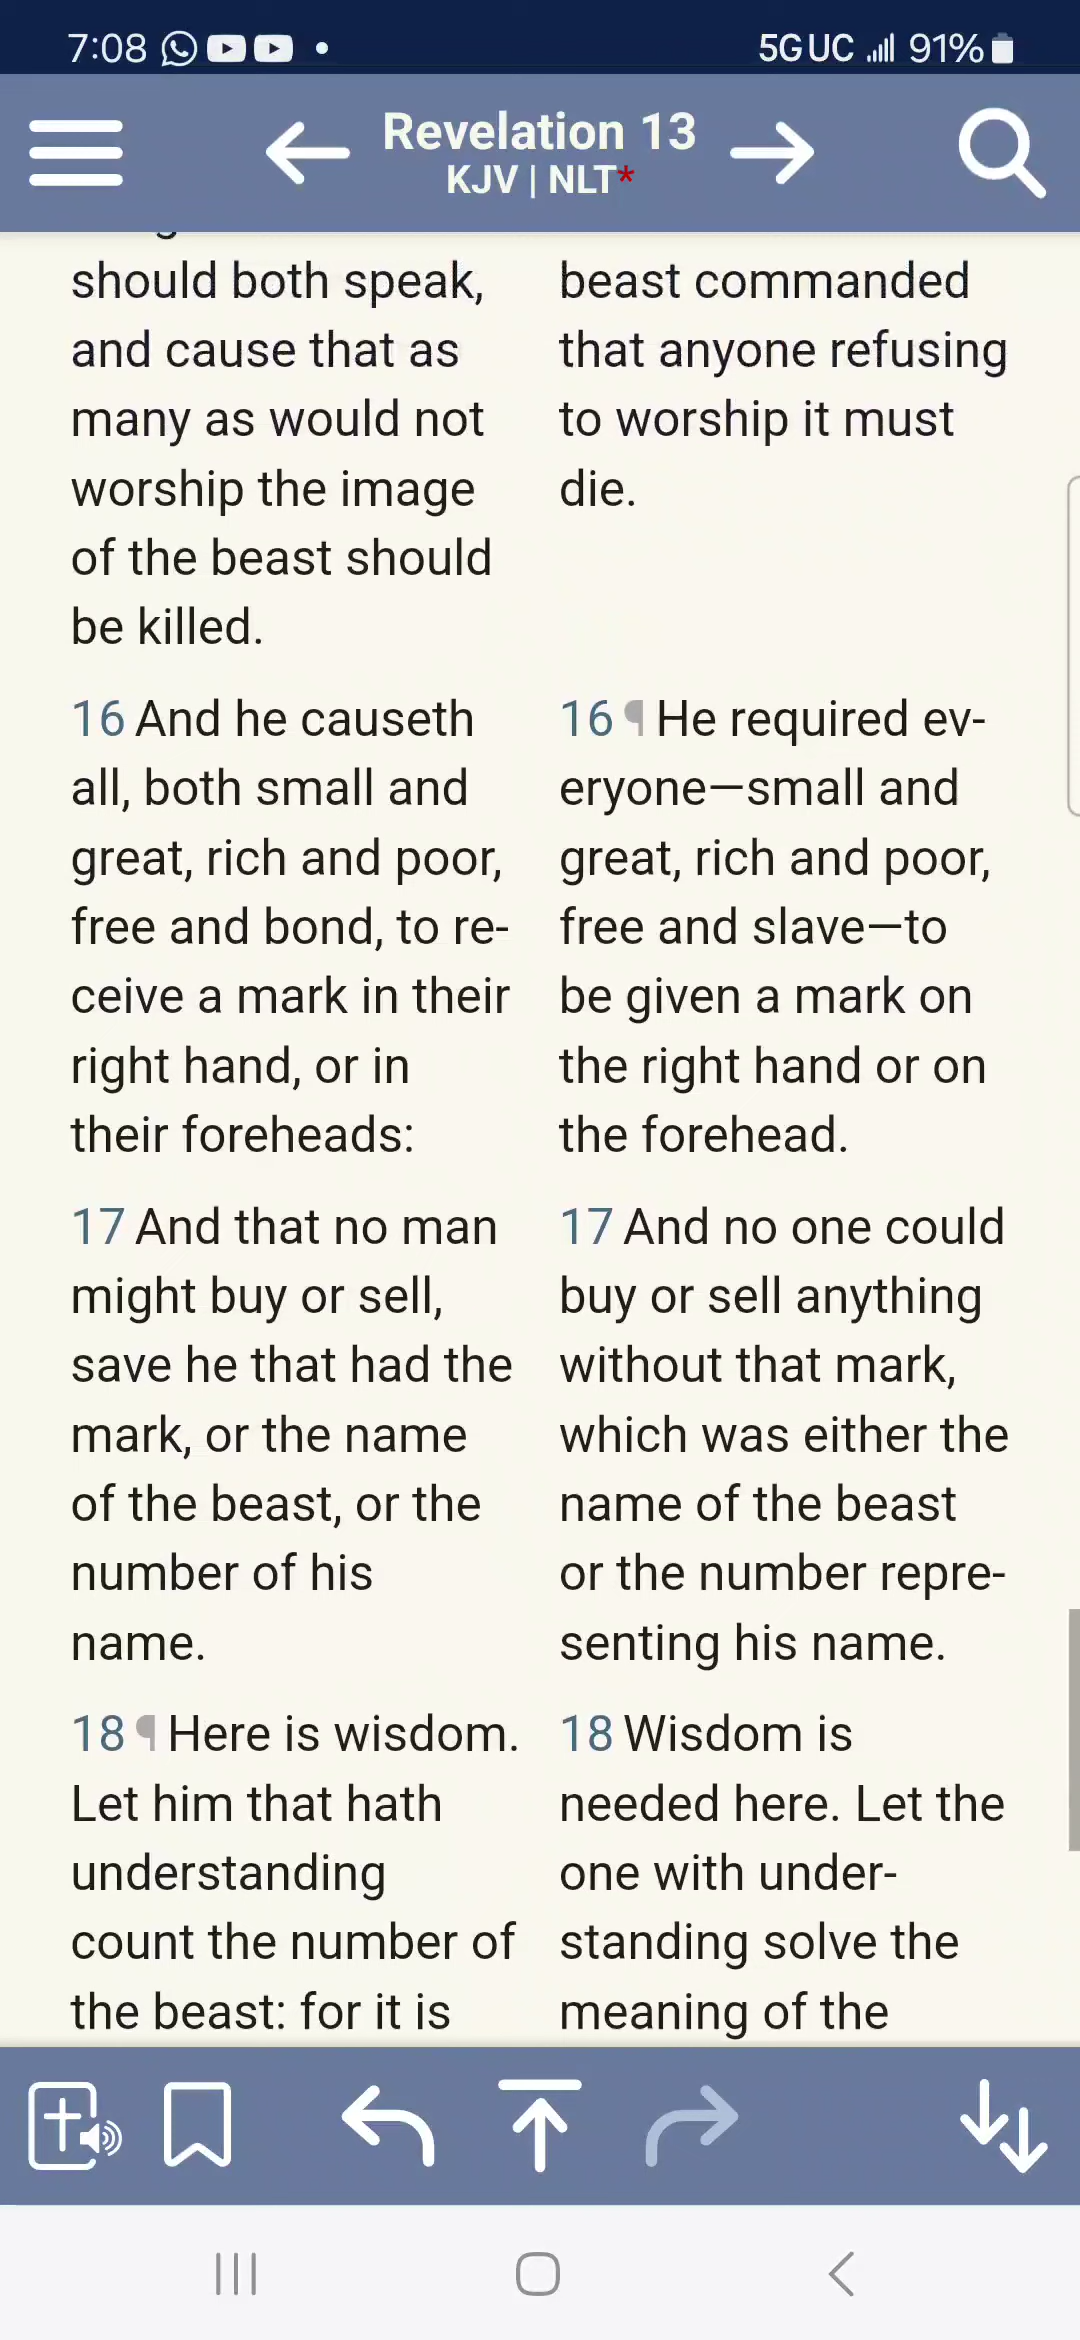 7:08
5G UC 91%
Revelation 13
KJV | NLT*
should both speak,
and cause that as
many as would not
worship the image
of the beast should
be killed.
16 And he causeth
all, both small and
great, rich and poor,
free and bond, to re-
ceive a mark in their
right hand, or in
their foreheads:
17 And that no man
might buy or sell,
save he that had the
mark, or the name
of the beast, or the
number of his
name.
18 ¶ Here is wisdom.
Let him that hath
understanding
count the number of
the beast: for it is
beast commanded
that anyone refusing
to worship it must
die.
16 ¶ He required ev-
eryone—small and
great, rich and poor,
free and slave—to
be given a mark on
the right hand or on
the forehead.
17 And no one could
buy or sell anything
without that mark,
which was either the
name of the beast
or the number repre-
senting his name.
18 Wisdom is
needed here. Let the
one with under-
standing solve the
meaning of the